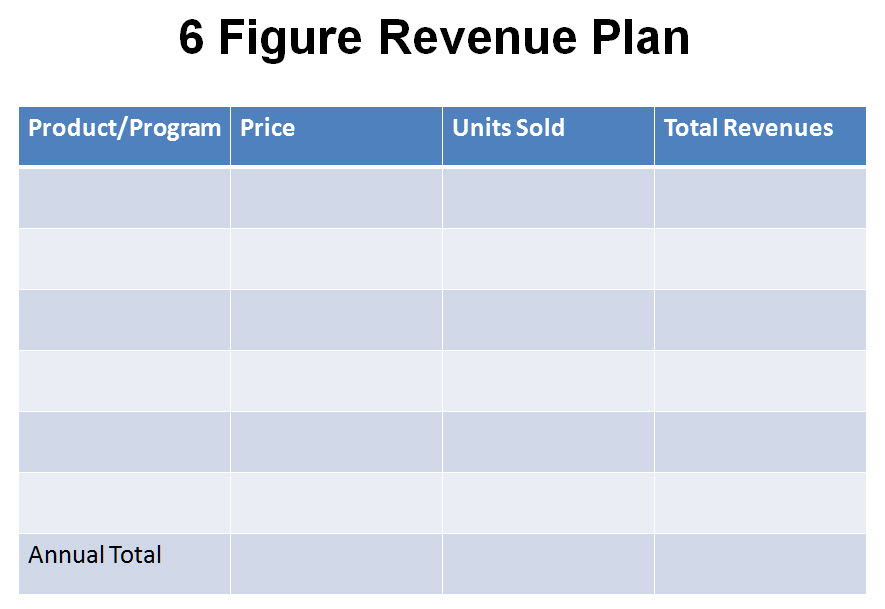 6 Figure Revenue Plan
Product/Program Price Units Sold Total Revenues
Annual Total